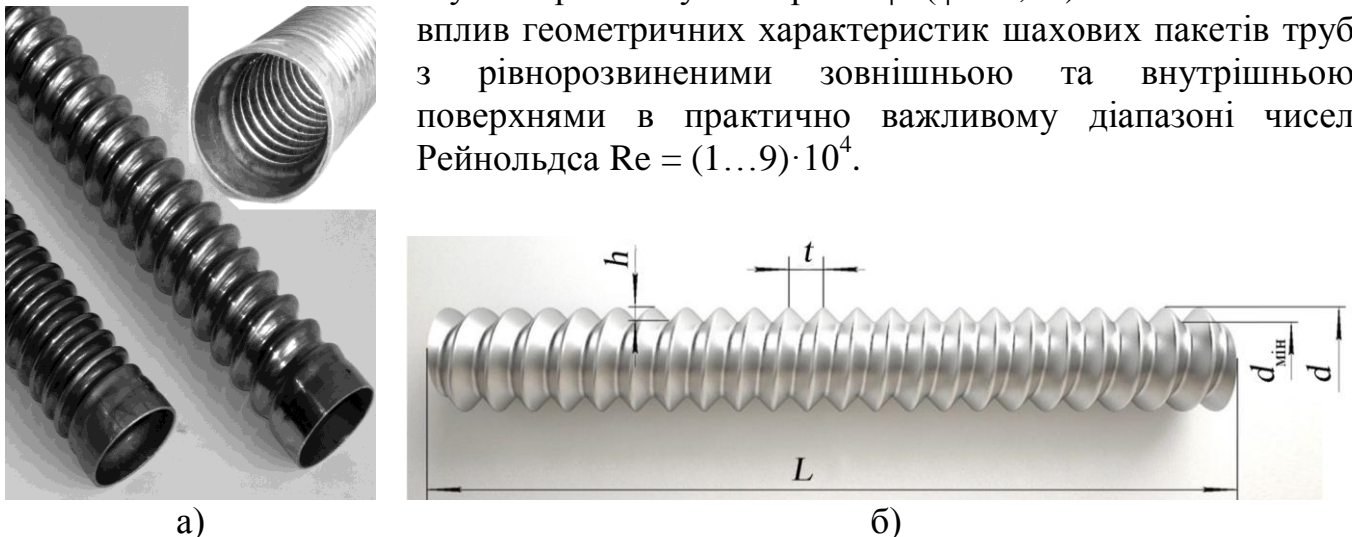 вплив геометричних характеристик шахових пакетів труб
з рівнорозвиненими зовнішньою та внутрішньою
поверхнями в практично важливому діапазоні чисел
Рейнольдса Re = (1…9)·10⁴.
h
t
dмін
d
L
а)
б)